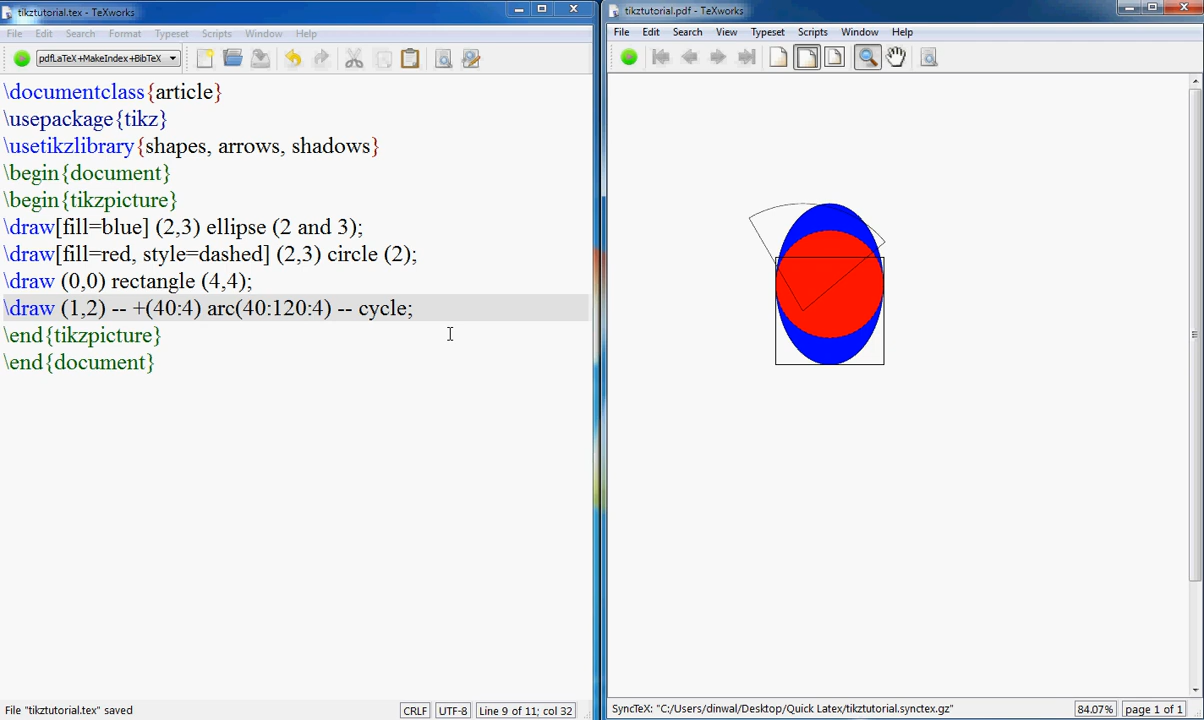 tikztutorial.tex - TeXworks
File Edit Search Format Typeset Scripts Window Help
pdfLaTeX+MakeIndex+BibTeX
\documentclass{article}
\usepackage{tikz}
\usetikzlibrary{shapes, arrows, shadows}
\begin{document}
\begin{tikzpicture}
\draw[fill=blue] (2,3) ellipse (2 and 3);
\draw[fill=red, style=dashed] (2,3) circle (2);
\draw (0,0) rectangle (4,4);
\draw (1,2) -- +(40:4) arc(40:120:4) -- cycle;
\end{tikzpicture}
\end{document}
File "tikztutorial.tex" saved
CRLF UTF-8 Line 9 of 11; col 32
tikztutorial.pdf - TeXworks
File Edit Search View Typeset Scripts Window Help
SyncTeX: "C:/Users/dinwal/Desktop/Quick Latex/tikztutorial.synctex.gz"
84.07% page 1 of 1